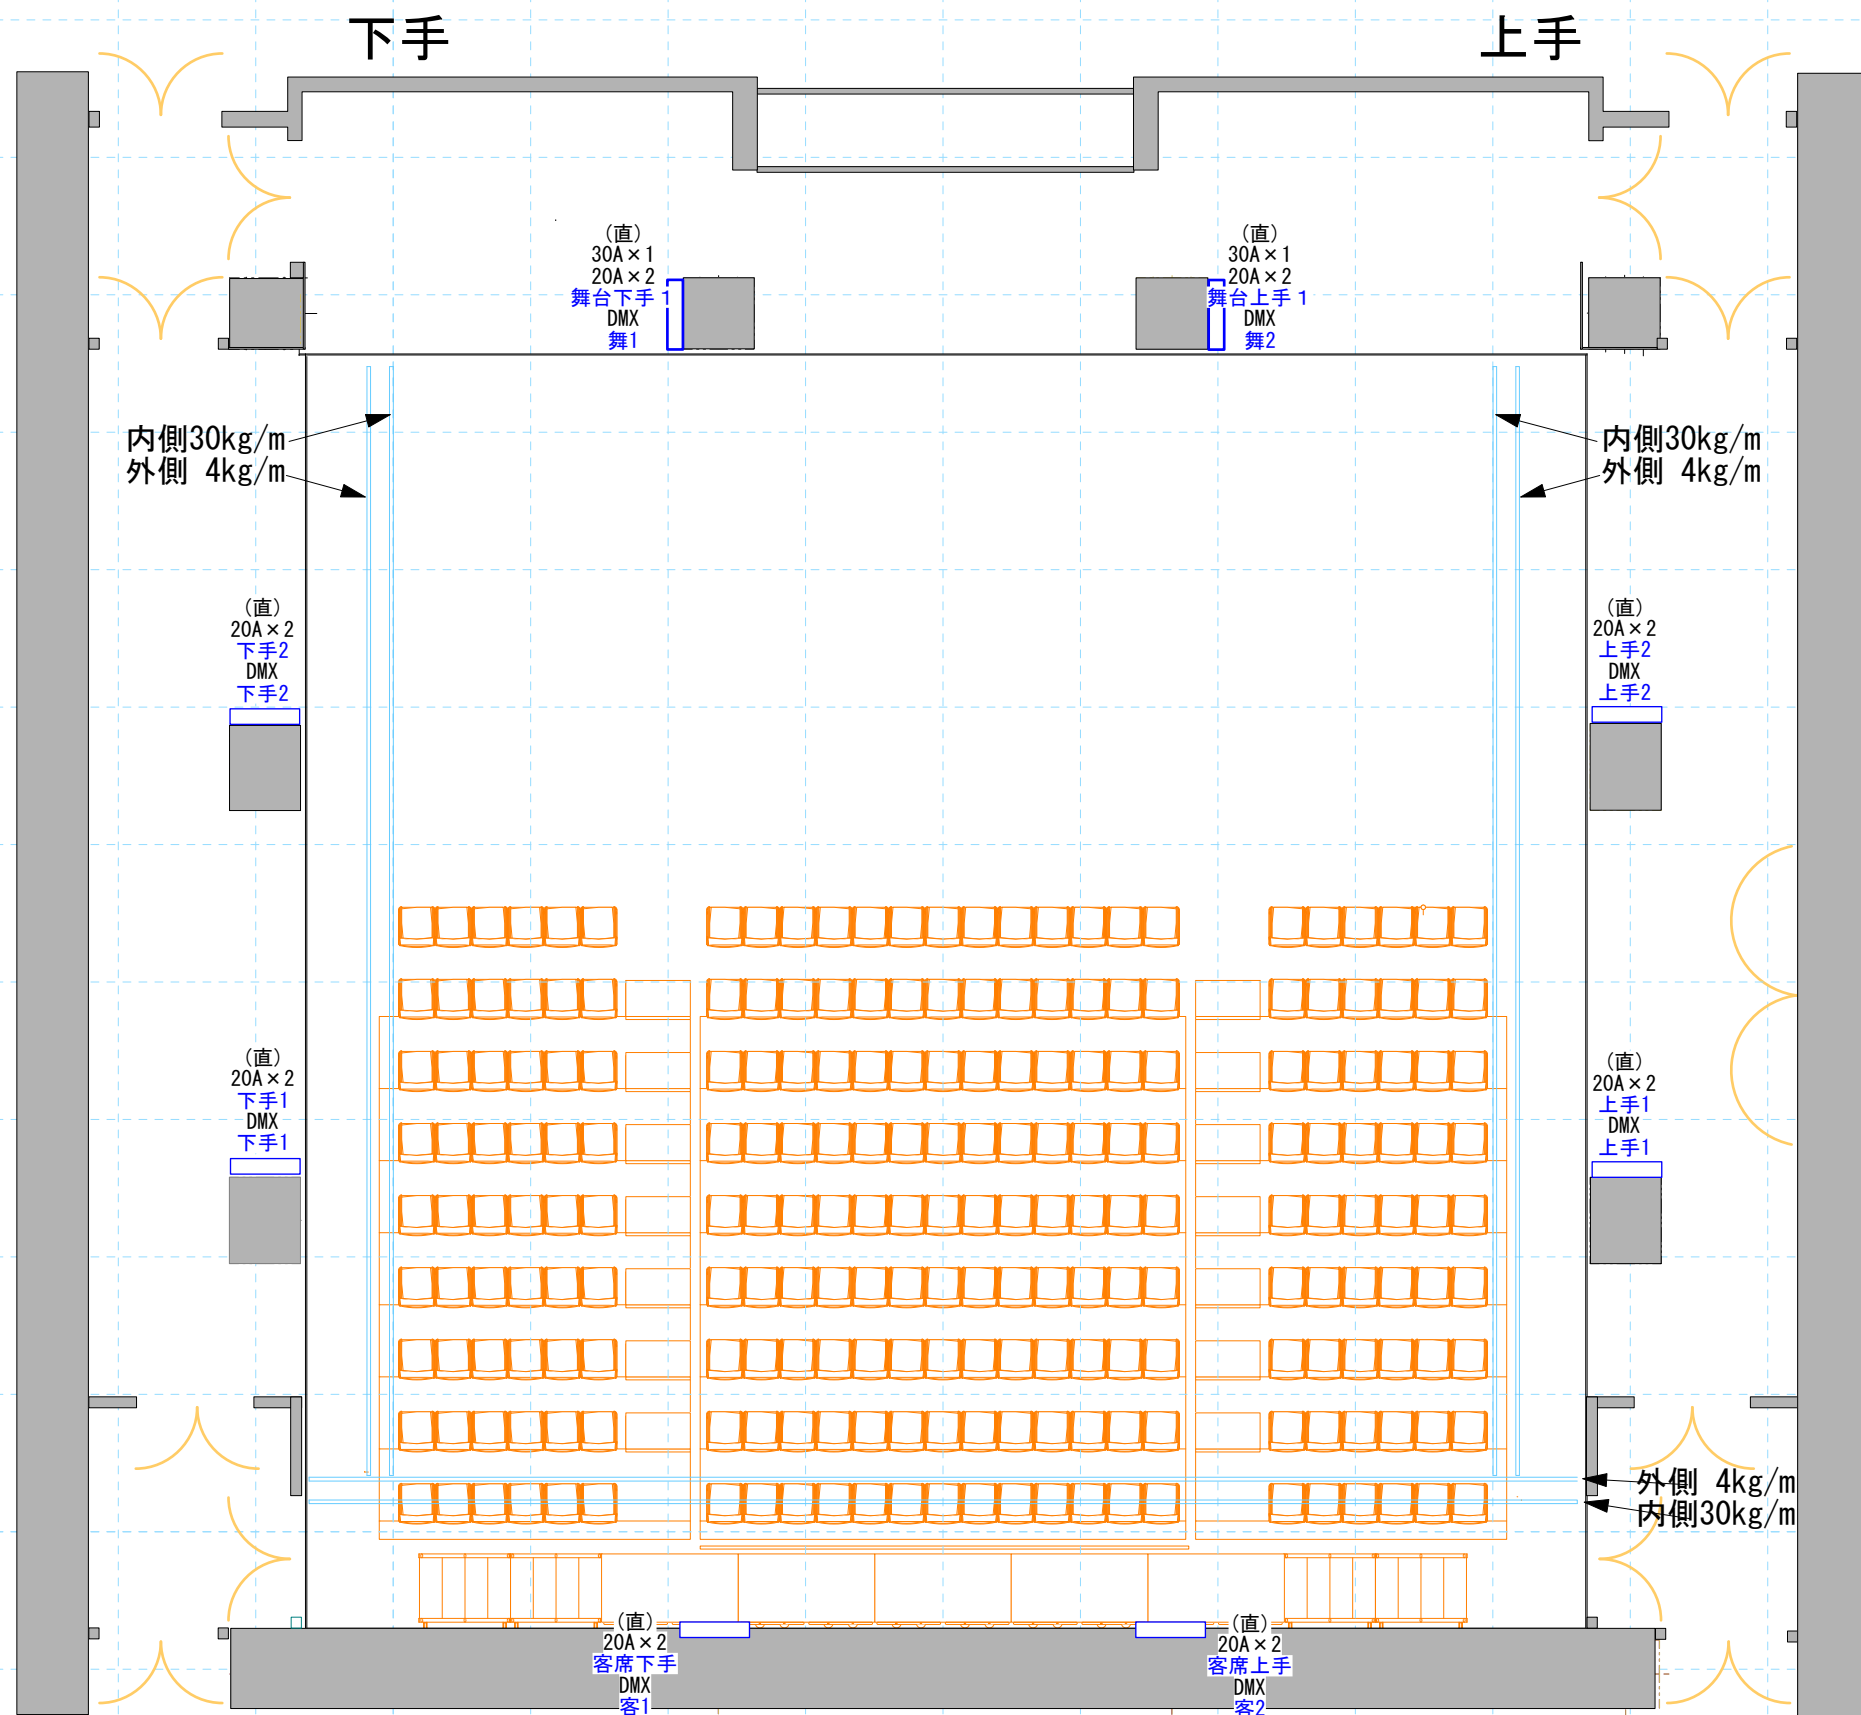 下手
上手
(直)
30A×1
20A×2
舞台下手1
DMX
舞1
(直)
30A×1
20A×2
舞台上手1
DMX
舞2
内側30kg/m
外側 4kg/m
内側30kg/m
外側 4kg/m
(直)
20A×2
下手2
DMX
下手2
(直)
20A×2
上手2
DMX
上手2
(直)
20A×2
下手1
DMX
下手1
(直)
20A×2
上手1
DMX
上手1
外側 4kg/m
内側30kg/m
(直)
20A×2
客席下手
DMX
客1
(直)
20A×2
客席上手
DMX
客2